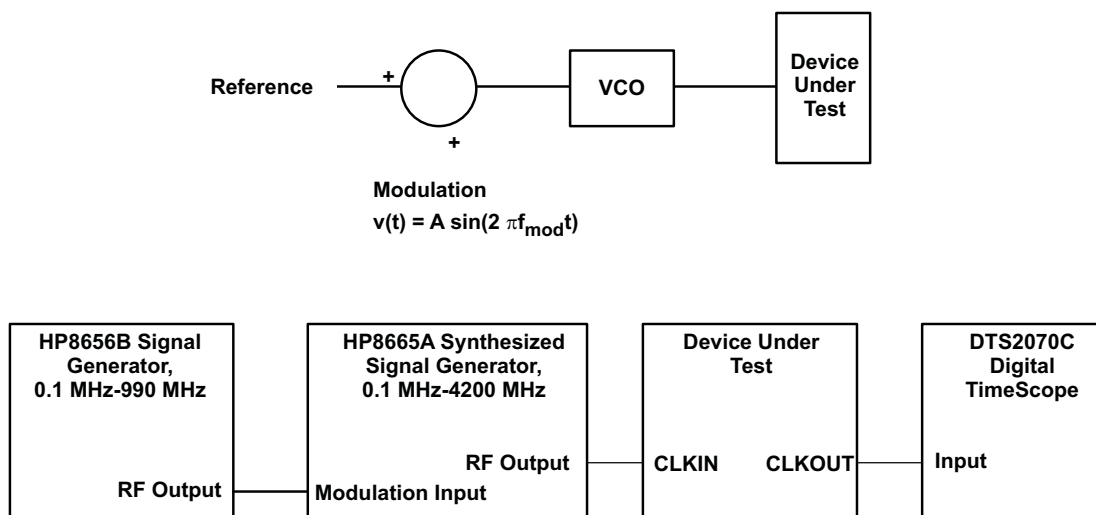 Reference
+
+
VCO
Device
Under
Test
Modulation
v(t) = A sin(2 πf_mod t)
HP8656B Signal
Generator,
0.1 MHz-990 MHz
RF Output
HP8665A Synthesized
Signal Generator,
0.1 MHz-4200 MHz
RF Output
Modulation Input
Device Under
Test
CLKIN
CLKOUT
DTS2070C
Digital
TimeScope
Input